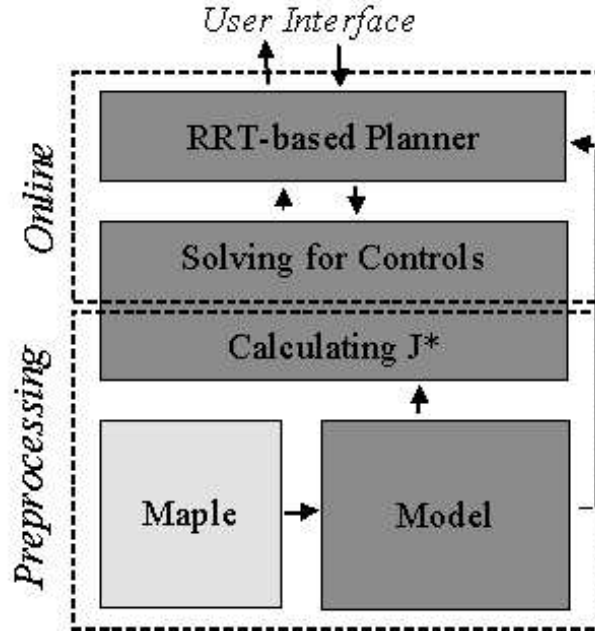 User Interface
Online
RRT-based Planner
Solving for Controls
Preprocessing
Calculating J*
Maple
Model